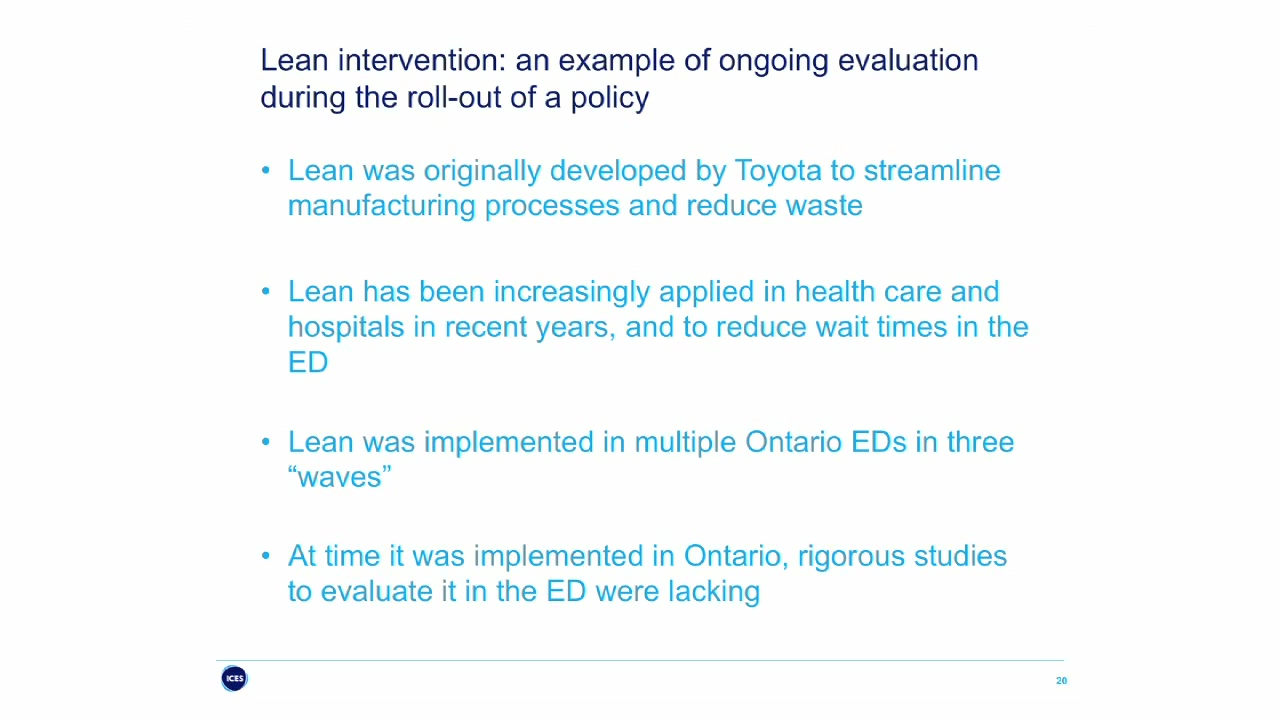 Lean intervention: an example of ongoing evaluation
during the roll-out of a policy
• Lean was originally developed by Toyota to streamline
manufacturing processes and reduce waste
• Lean has been increasingly applied in health care and
hospitals in recent years, and to reduce wait times in the
ED
• Lean was implemented in multiple Ontario EDs in three
“waves”
• At time it was implemented in Ontario, rigorous studies
to evaluate it in the ED were lacking
ICES
20